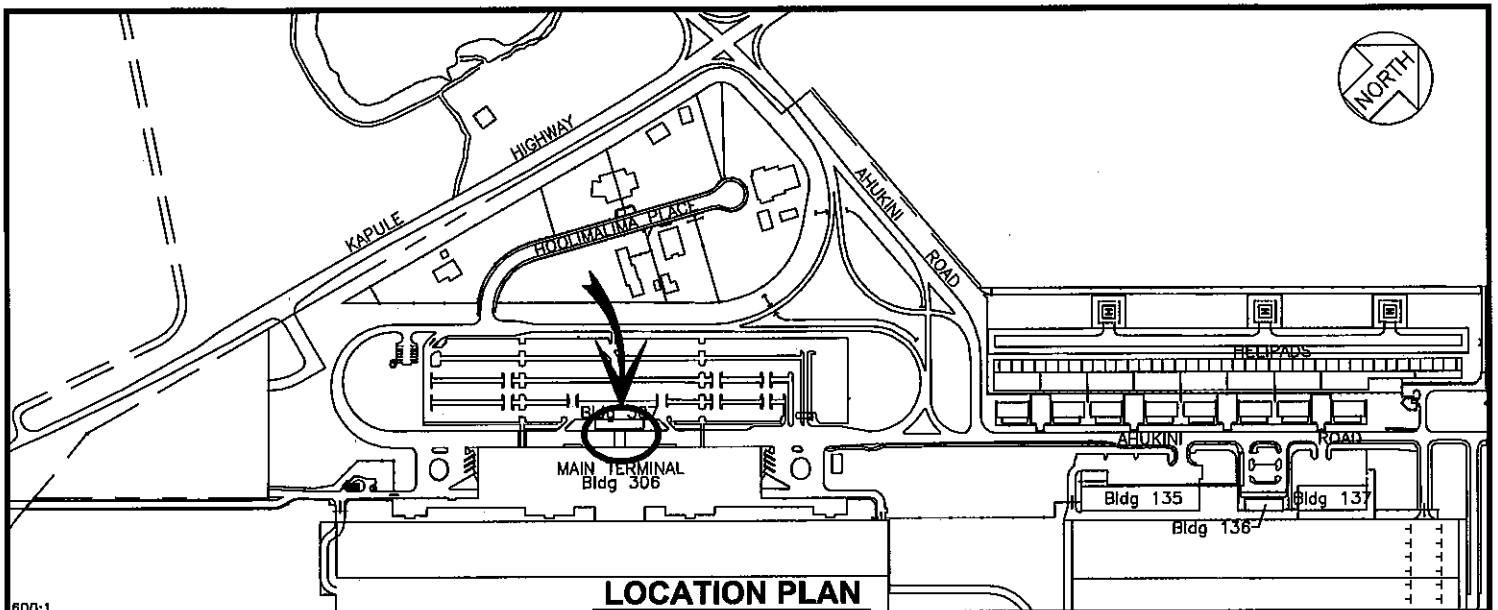 NORTH
HIGHWAY
KAPULE
HOOLIMALIMA PLACE
AHUKINI
ROAD
HELIPADS
H
H
H
AHUKINI ROAD
MAIN TERMINAL
Bldg 306
Bldg 135
Bldg 137
Bldg 136
LOCATION PLAN